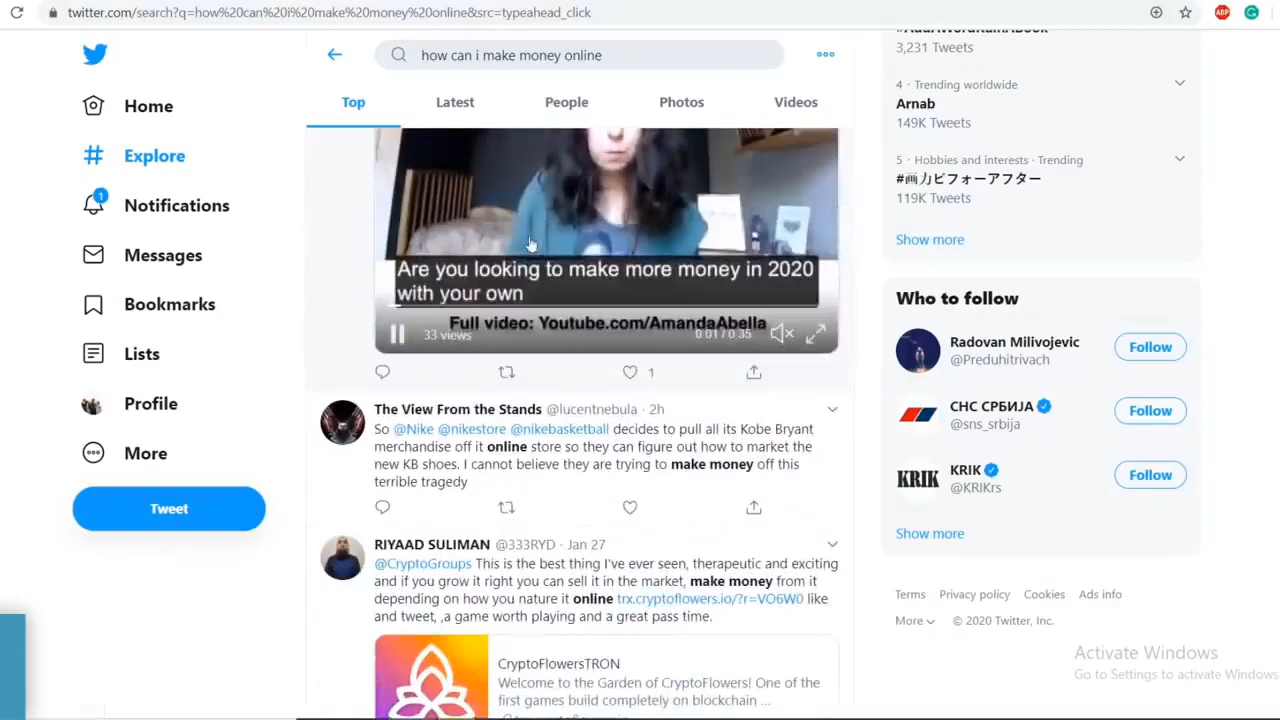 twitter.com/search?q=how%20can%20i%20make%20money%20online&src=typeahead_click
ABP
how can i make money online
Home
Explore
1
Notifications
Messages
Bookmarks
Lists
Profile
More
Tweet
Top
Latest
People
Photos
Videos
Are you looking to make more money in 2020
with your own
Full video: Youtube.com/AmandaAbella
33 views
0:01 / 0:35
1
The View From the Stands @lucentnebula · 2h
So @Nike @nikestore @nikebasketball decides to pull all its Kobe Bryant
merchandise off it online store so they can figure out how to market the
new KB shoes. I cannot believe they are trying to make money off this
terrible tragedy
RIYAAD SULIMAN @333RYD · Jan 27
@CryptoGroups This is the best thing I've ever seen, therapeutic and exciting
and if you grow it right you can sell it in the market, make money from it
depending on how you nature it online trx.cryptoflowers.io/?r=VO6W0 like
and tweet, ,a game worth playing and a great pass time.
CryptoFlowersTRON
Welcome to the Garden of CryptoFlowers! One of the
first games build completely on blockchain ...
3,231 Tweets
4 · Trending worldwide
Arnab
149K Tweets
5 · Hobbies and interests · Trending
#画力ビフォーアフター
119K Tweets
Show more
Who to follow
Radovan Milivojevic
@Preduhitrivach
Follow
СНС СРБИЈА
@sns_srbija
Follow
KRIK
KRIK
@KRIKrs
Follow
Show more
Terms
Privacy policy
Cookies
Ads info
More
© 2020 Twitter, Inc.
Activate Windows
Go to Settings to activate Windows.